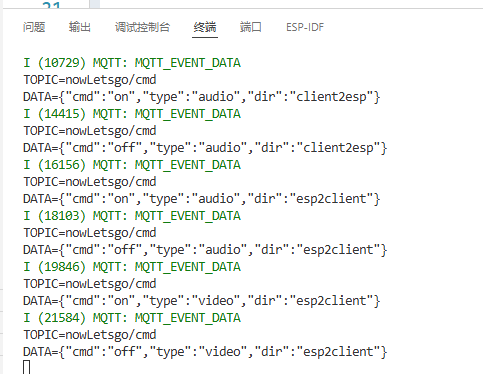 21
问题 输出 调试控制台 终端 端口 ESP-IDF
I (10729) MQTT: MQTT_EVENT_DATA
TOPIC=nowLetsgo/cmd
DATA={"cmd":"on","type":"audio","dir":"client2esp"}
I (14415) MQTT: MQTT_EVENT_DATA
TOPIC=nowLetsgo/cmd
DATA={"cmd":"off","type":"audio","dir":"client2esp"}
I (16156) MQTT: MQTT_EVENT_DATA
TOPIC=nowLetsgo/cmd
DATA={"cmd":"on","type":"audio","dir":"esp2client"}
I (18103) MQTT: MQTT_EVENT_DATA
TOPIC=nowLetsgo/cmd
DATA={"cmd":"off","type":"audio","dir":"esp2client"}
I (19846) MQTT: MQTT_EVENT_DATA
TOPIC=nowLetsgo/cmd
DATA={"cmd":"on","type":"video","dir":"esp2client"}
I (21584) MQTT: MQTT_EVENT_DATA
TOPIC=nowLetsgo/cmd
DATA={"cmd":"off","type":"video","dir":"esp2client"}